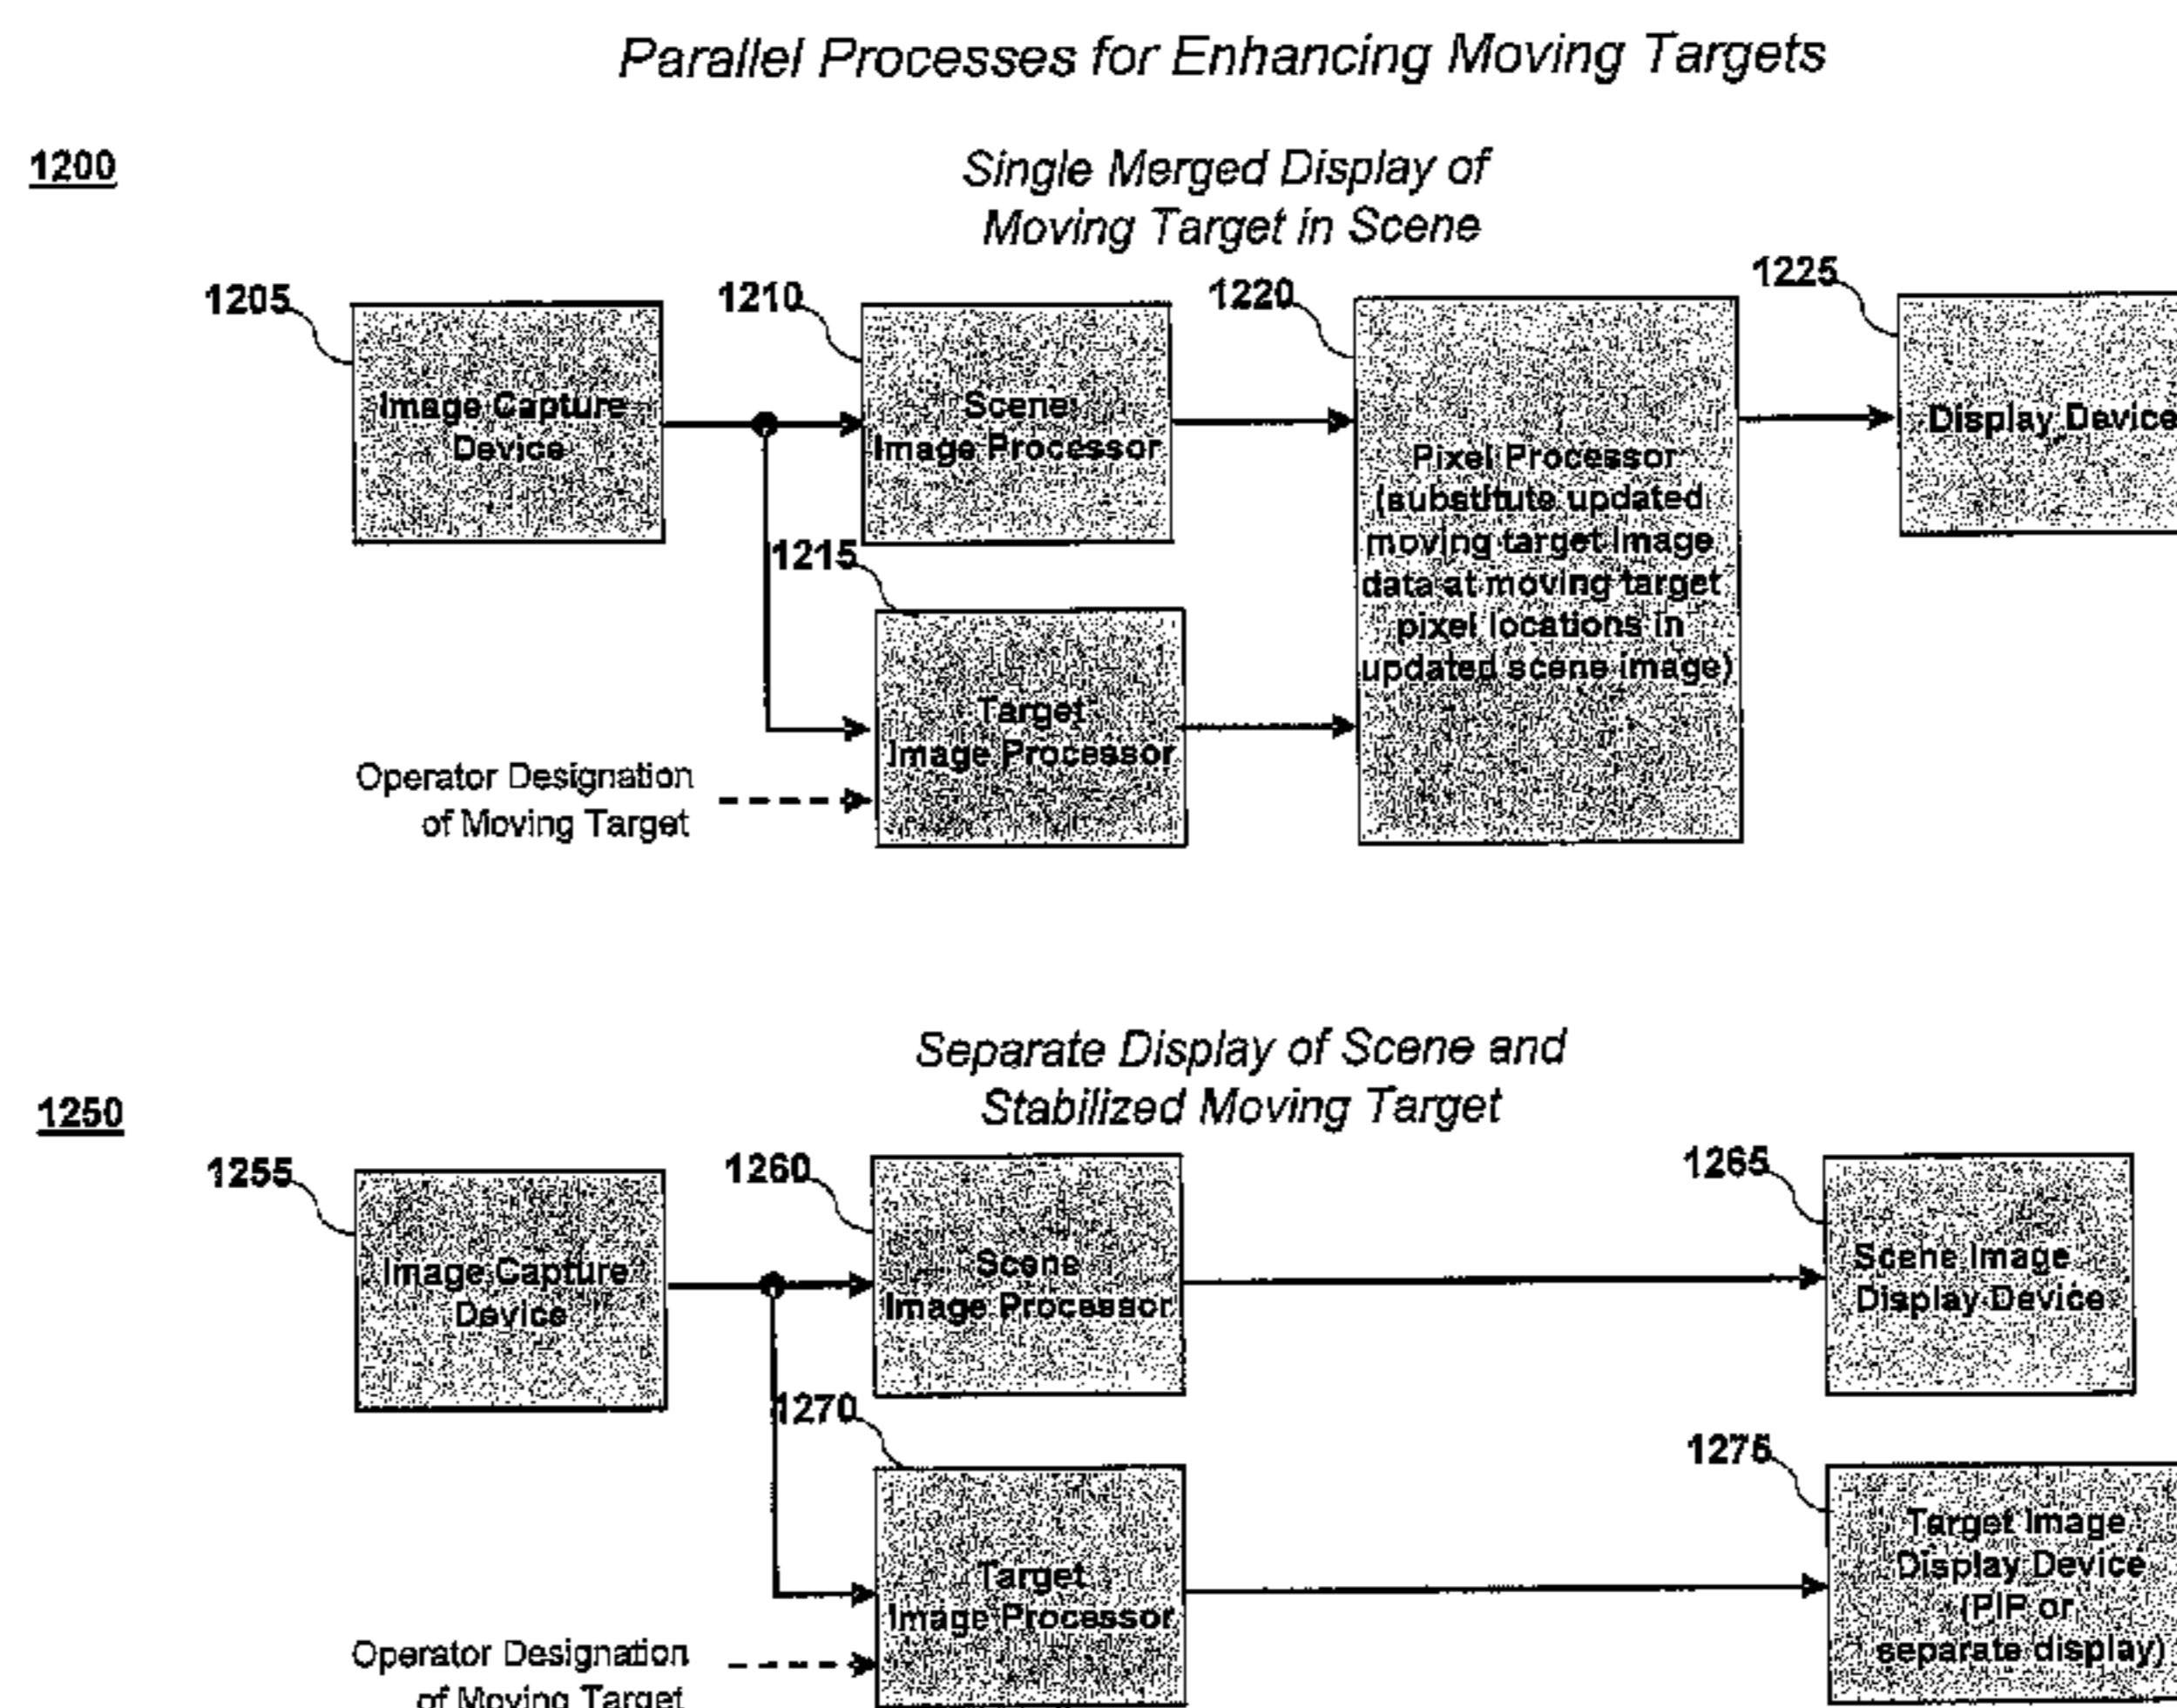 Parallel Processes for Enhancing Moving Targets
1200
Single Merged Display of
Moving Target in Scene
1205
1210
1220
1225
Image Capture
Device
Scene
Image Processor
Pixel Processor
(substitute updated
moving target image
data at moving target
pixel locations in
updated scene image)
Display Device
1215
Target
Image Processor
Operator Designation
of Moving Target
Separate Display of Scene and
Stabilized Moving Target
1250
1255
1260
1265
Image Capture
Device
Scene
Image Processor
Scene Image
Display Device
1270
1275
Target
Image Processor
Target Image
Display Device
(PIP or
separate display)
Operator Designation
of Moving Target